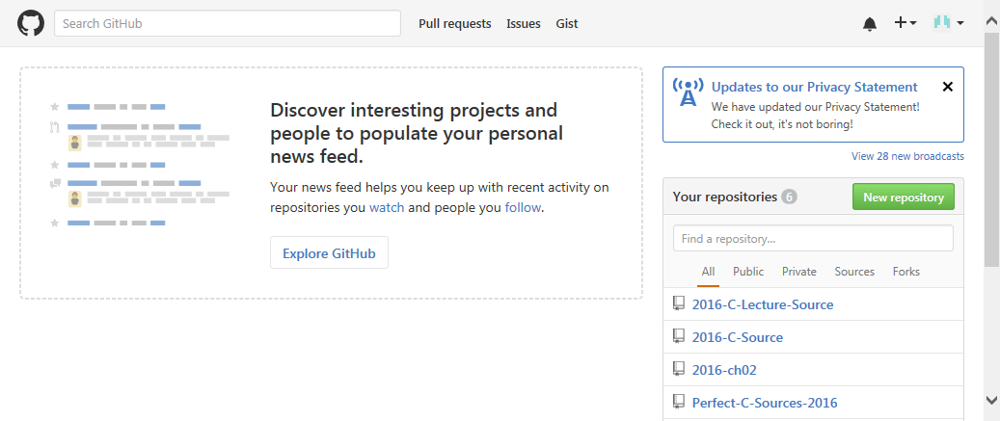 Search GitHub
Pull requests
Issues
Gist
Discover interesting projects and
people to populate your personal
news feed.
Your news feed helps you keep up with recent activity on
repositories you watch and people you follow.
Explore GitHub
Updates to our Privacy Statement
We have updated our Privacy Statement!
Check it out, it's not boring!
View 28 new broadcasts
Your repositories 6
New repository
Find a repository...
All Public Private Sources Forks
2016-C-Lecture-Source
2016-C-Source
2016-ch02
Perfect-C-Sources-2016